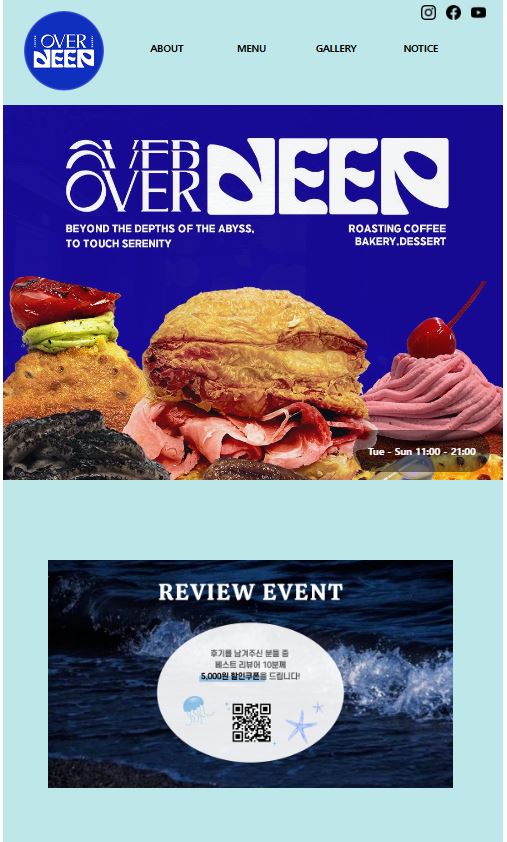 OVER
DEEP
ABOUT MENU GALLERY NOTICE
OVER
OVER DEEP
BEYOND THE DEPTHS OF THE ABYSS,
TO TOUCH SERENITY
ROASTING COFFEE
BAKERY,DESSERT
Tue - Sun 11:00 - 21:00
REVIEW EVENT
후기를 남겨주신 분들 중
베스트 리뷰어 10분께
5,000원 할인쿠폰을 드립니다!